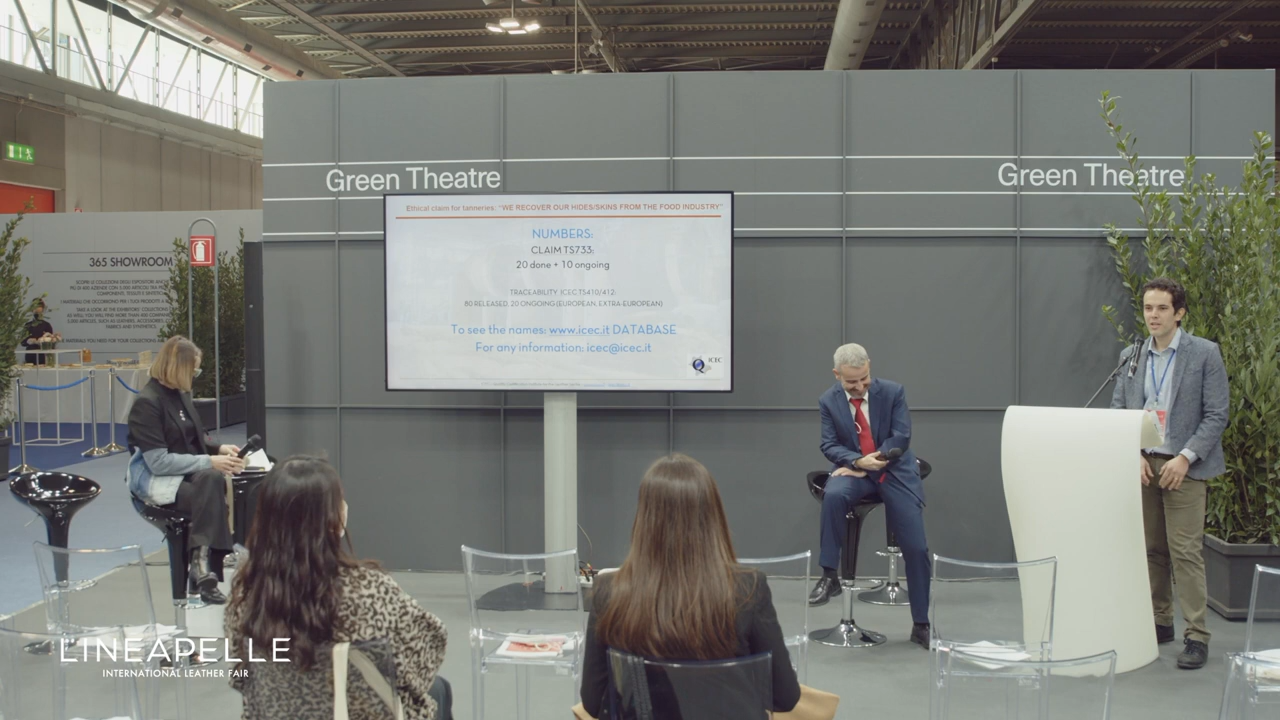 Green Theatre
Green Theatre
Ethical claim for tanneries. "WE RECOVER OUR HIDES/SKINS FROM THE FOOD INDUSTRY"
NUMBERS:
CLAIM TS733:
20 done + 10 ongoing
TRACEABILITY ICEC TS410/412:
80 RELEASED, 20 ONGOING (EUROPEAN, EXTRA-EUROPEAN)
To see the names: www.icec.it DATABASE
For any information: icec@icec.it
ICEC
365 SHOWROOM
LINEAPELLE
INTERNATIONAL LEATHER FAIR